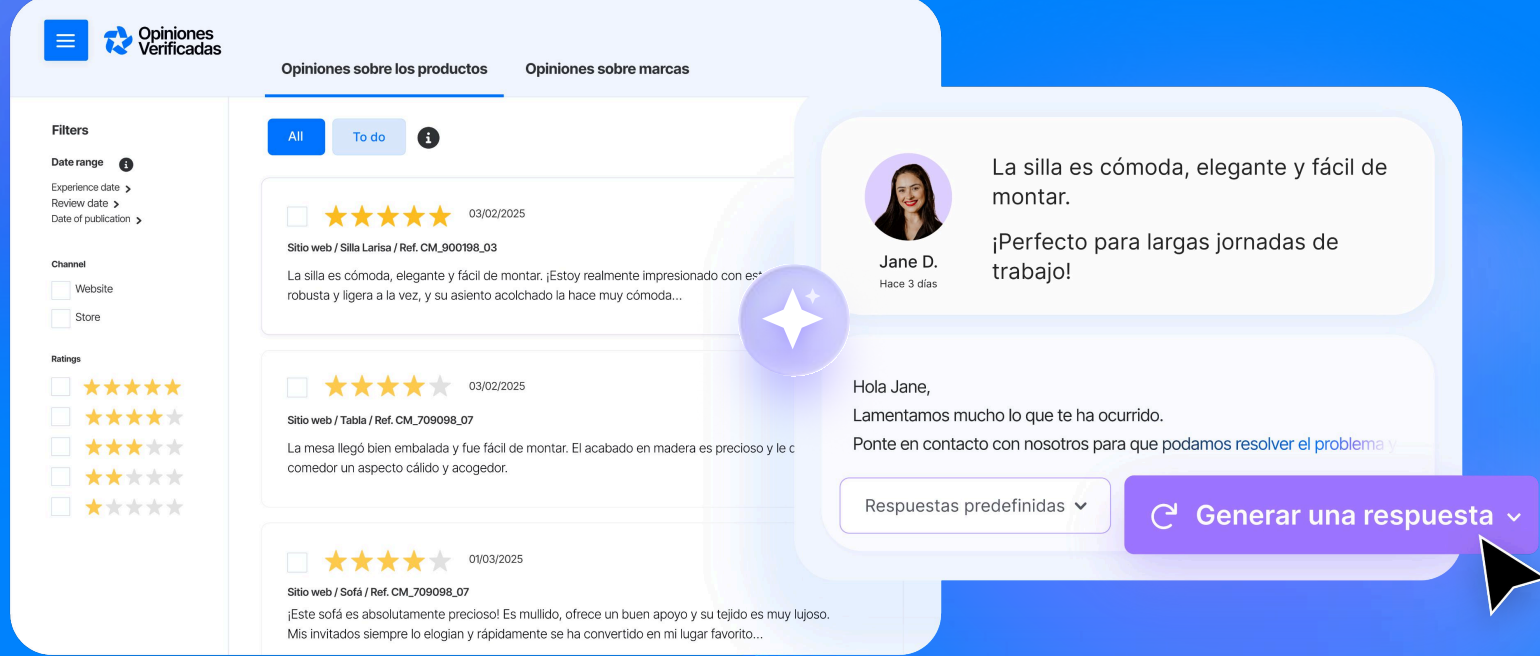 Opiniones
Verificadas
Opiniones sobre los productos
Opiniones sobre marcas
Filters
Date range
Experience date
Review date
Date of publication
Channel
Website
Store
Ratings
All
To do
03/02/2025
Sitio web / Silla Larisa / Ref. CM_900198_03
La silla es cómoda, elegante y fácil de montar. ¡Estoy realmente impresionado con
robusta y ligera a la vez, y su asiento acolchado la hace muy cómoda...
03/02/2025
Sitio web / Tabla / Ref. CM_709098_07
La mesa llegó bien embalada y fue fácil de montar. El acabado en madera es precioso y le
comedor un aspecto cálido y acogedor.
01/03/2025
Sitio web / Sofá / Ref. CM_709098_07
¡Este sofá es absolutamente precioso! Es mullido, ofrece un buen apoyo y su tejido es muy lujoso.
Mis invitados siempre lo elogian y rápidamente se ha convertido en mi lugar favorito...
Jane D.
Hace 3 días
La silla es cómoda, elegante y fácil de
montar.
¡Perfecto para largas jornadas de
trabajo!
Hola Jane,
Lamentamos mucho lo que te ha ocurrido.
Ponte en contacto con nosotros para que podamos resolver el problema y
Respuestas predefinidas
Generar una respuesta